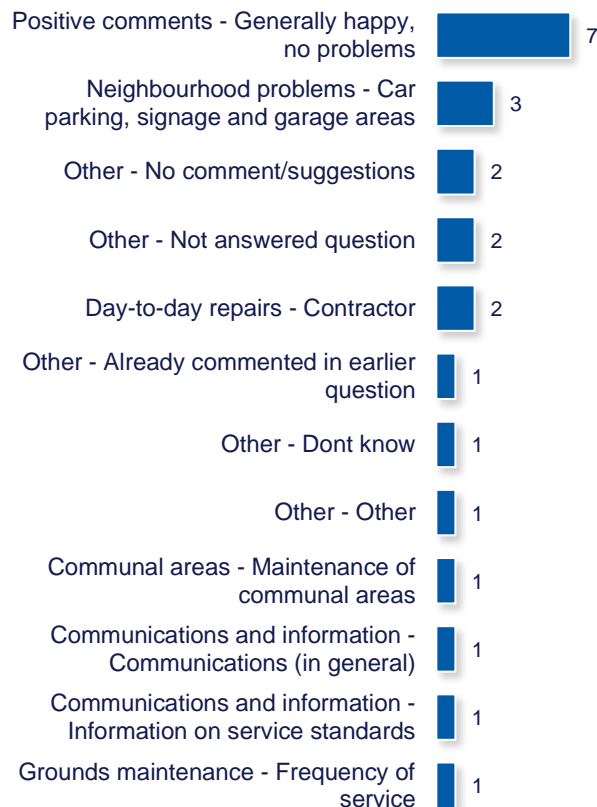 Positive comments - Generally happy,
no problems
7
Neighbourhood problems - Car
parking, signage and garage areas
3
Other - No comment/suggestions
2
Other - Not answered question
2
Day-to-day repairs - Contractor
2
Other - Already commented in earlier
question
1
Other - Dont know
1
Other - Other
1
Communal areas - Maintenance of
communal areas
1
Communications and information -
Communications (in general)
1
Communications and information -
Information on service standards
1
Grounds maintenance - Frequency of
service
1